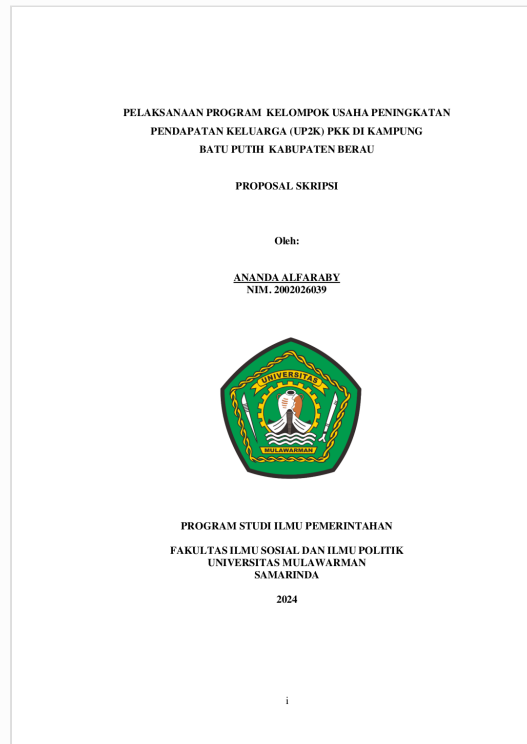 PELAKSANAAN PROGRAM KELOMPOK USAHA PENINGKATAN
PENDAPATAN KELUARGA (UP2K) PKK DI KAMPUNG
BATU PUTIH KABUPATEN BERAU
PROPOSAL SKRIPSI
Oleh:
ANANDA ALFARABY
NIM. 2002026039
UNIVERSITAS
MULAWARMAN
PROGRAM STUDI ILMU PEMERINTAHAN
FAKULTAS ILMU SOSIAL DAN ILMU POLITIK
UNIVERSITAS MULAWARMAN
SAMARINDA
2024
i